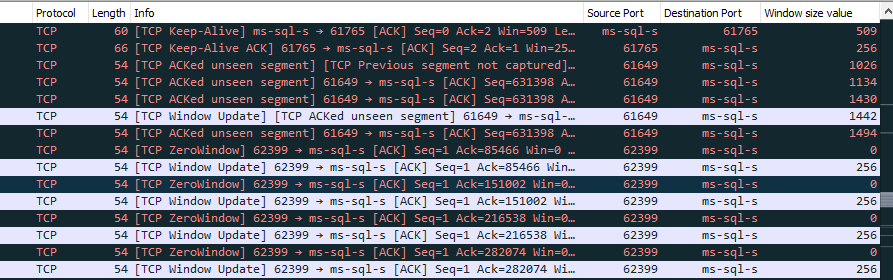 Protocol Length Info Source Port Destination Port Window size value
TCP 60 [TCP Keep-Alive] ms-sql-s → 61765 [ACK] Seq=0 Ack=2 Win=509 Le… ms-sql-s 61765 509
TCP 66 [TCP Keep-Alive ACK] 61765 → ms-sql-s [ACK] Seq=2 Ack=1 Win=25… 61765 ms-sql-s 256
TCP 54 [TCP ACKed unseen segment] [TCP Previous segment not captured]… 61649 ms-sql-s 1026
TCP 54 [TCP ACKed unseen segment] 61649 → ms-sql-s [ACK] Seq=631398 A… 61649 ms-sql-s 1134
TCP 54 [TCP ACKed unseen segment] 61649 → ms-sql-s [ACK] Seq=631398 A… 61649 ms-sql-s 1430
TCP 54 [TCP Window Update] [TCP ACKed unseen segment] 61649 → ms-sql-… 61649 ms-sql-s 1442
TCP 54 [TCP ACKed unseen segment] 61649 → ms-sql-s [ACK] Seq=631398 A… 61649 ms-sql-s 1494
TCP 54 [TCP ZeroWindow] 62399 → ms-sql-s [ACK] Seq=1 Ack=85466 Win=0 … 62399 ms-sql-s 0
TCP 54 [TCP Window Update] 62399 → ms-sql-s [ACK] Seq=1 Ack=85466 Win… 62399 ms-sql-s 256
TCP 54 [TCP ZeroWindow] 62399 → ms-sql-s [ACK] Seq=1 Ack=151002 Win=0… 62399 ms-sql-s 0
TCP 54 [TCP Window Update] 62399 → ms-sql-s [ACK] Seq=1 Ack=151002 Wi… 62399 ms-sql-s 256
TCP 54 [TCP ZeroWindow] 62399 → ms-sql-s [ACK] Seq=1 Ack=216538 Win=0… 62399 ms-sql-s 0
TCP 54 [TCP Window Update] 62399 → ms-sql-s [ACK] Seq=1 Ack=216538 Wi… 62399 ms-sql-s 256
TCP 54 [TCP ZeroWindow] 62399 → ms-sql-s [ACK] Seq=1 Ack=282074 Win=0… 62399 ms-sql-s 0
TCP 54 [TCP Window Update] 62399 → ms-sql-s [ACK] Seq=1 Ack=282074 Wi… 62399 ms-sql-s 256